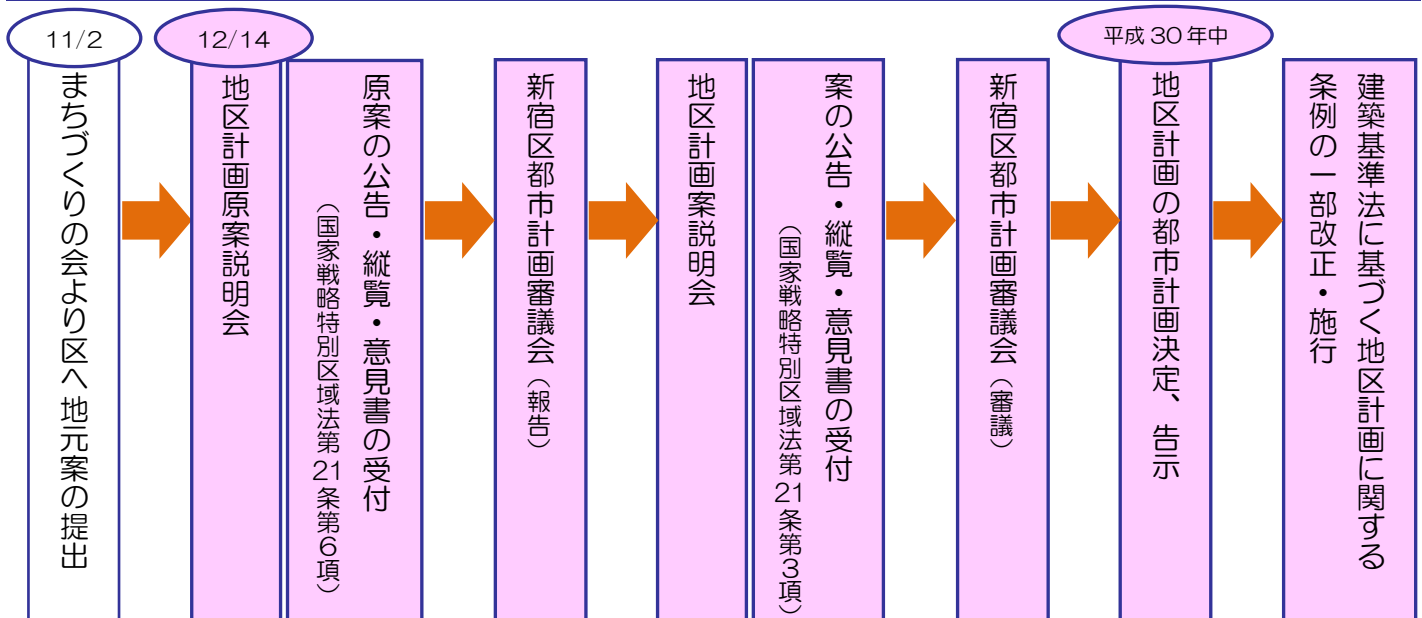 11/2
まちづくりの会より区へ地元案の提出
12/14
地区計画原案説明会
原案の公告・縦覧・意見書の受付
（国家戦略特別区域法第21条第6項）
新宿区都市計画審議会（報告）
地区計画案説明会
案の公告・縦覧・意見書の受付
（国家戦略特別区域法第21条第3項）
新宿区都市計画審議会（審議）
平成30年中
地区計画の都市計画決定、告示
建築基準法に基づく地区計画に関する
条例の一部改正・施行